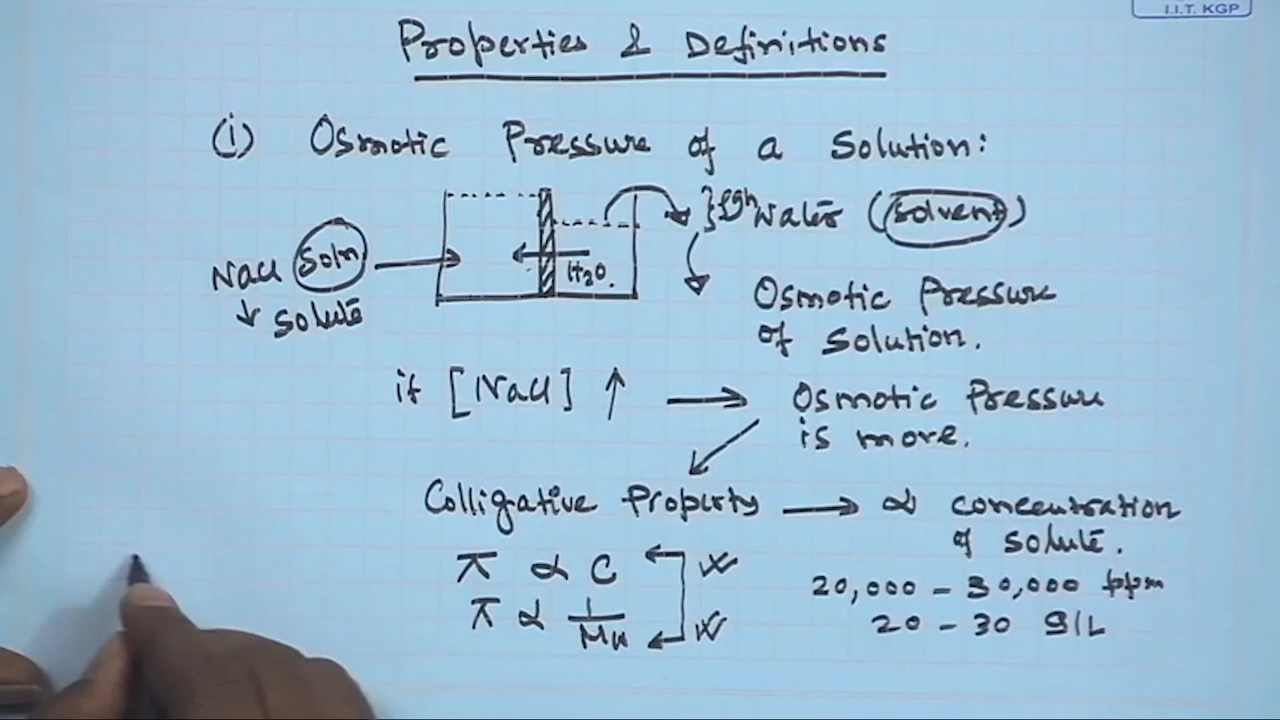 I.I.T. KGP
Properties & Definitions
(i) Osmotic Pressure of a Solution:
}ρgh Water (Solvent)
NaCl Soln
↓ Solute
H₂O.
Osmotic Pressure
of Solution.
if [NaCl] ↑ → Osmotic Pressure
is more.
Colligative Property → α concentration
of solute.
π α C
π α 1/Mw
20,000 - 30,000 ppm
20 - 30 g/L